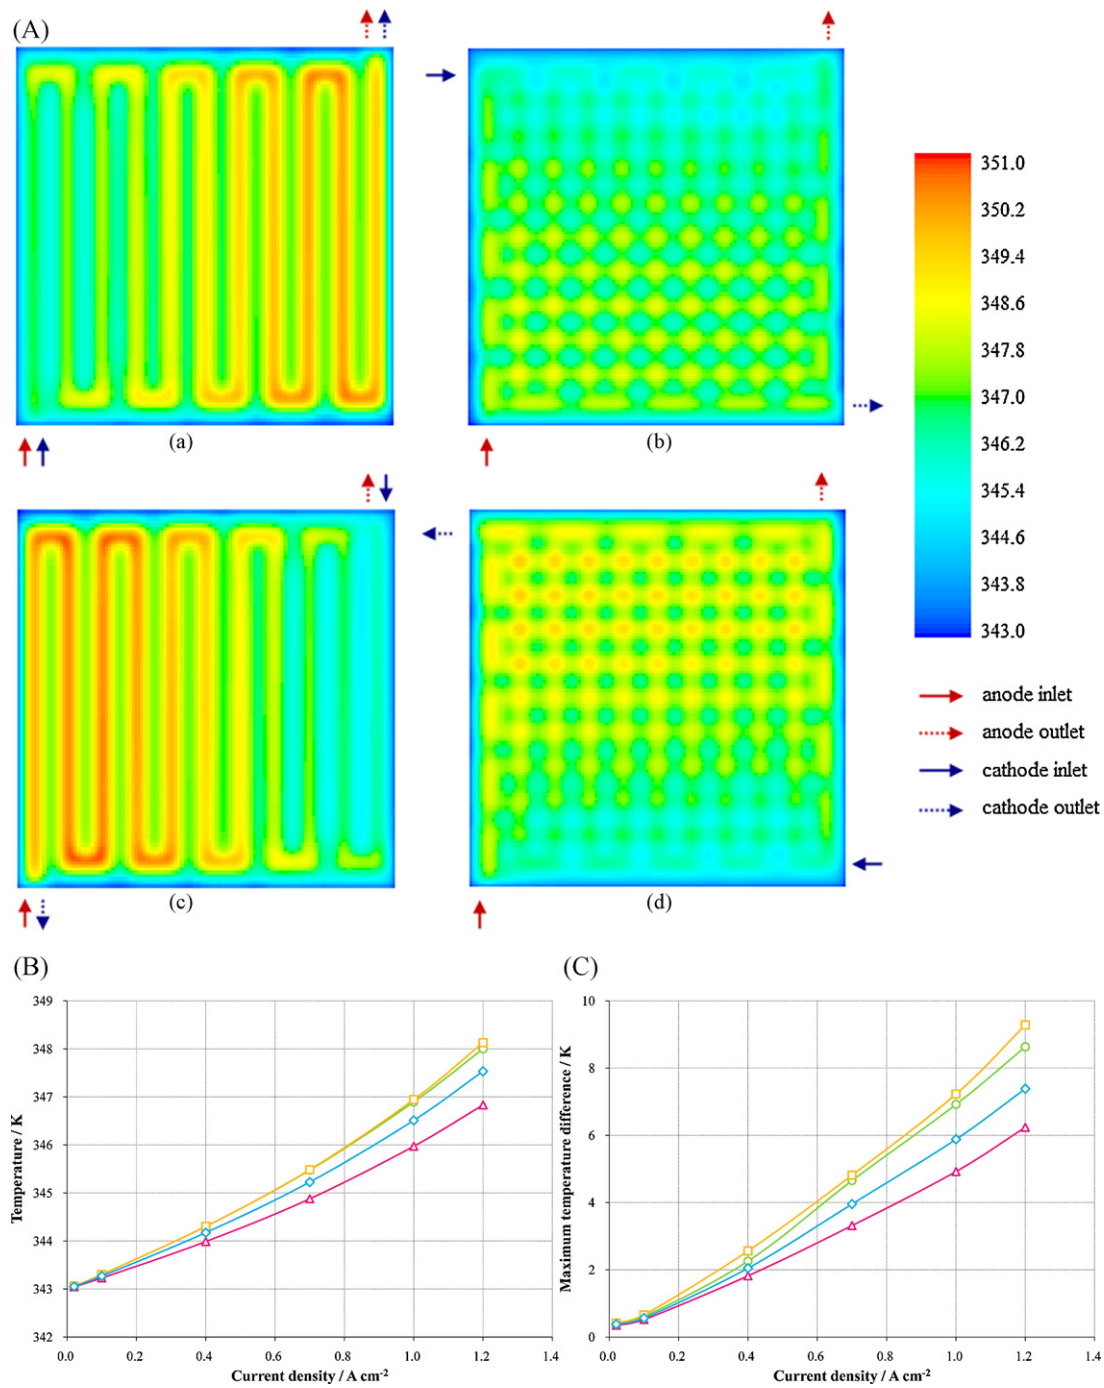 (A)
351.0
350.2
349.4
348.6
347.8
347.0
346.2
345.4
344.6
343.8
343.0
(a)
(b)
(c)
(d)
anode inlet
anode outlet
cathode inlet
cathode outlet
(B)
349
348
347
346
345
344
343
342
Temperature / K
0.0 0.2 0.4 0.6 0.8 1.0 1.2 1.4
Current density / A cm-2
(C)
10
8
6
4
2
0
Maximum temperature difference / K
0.0 0.2 0.4 0.6 0.8 1.0 1.2 1.4
Current density / A cm-2